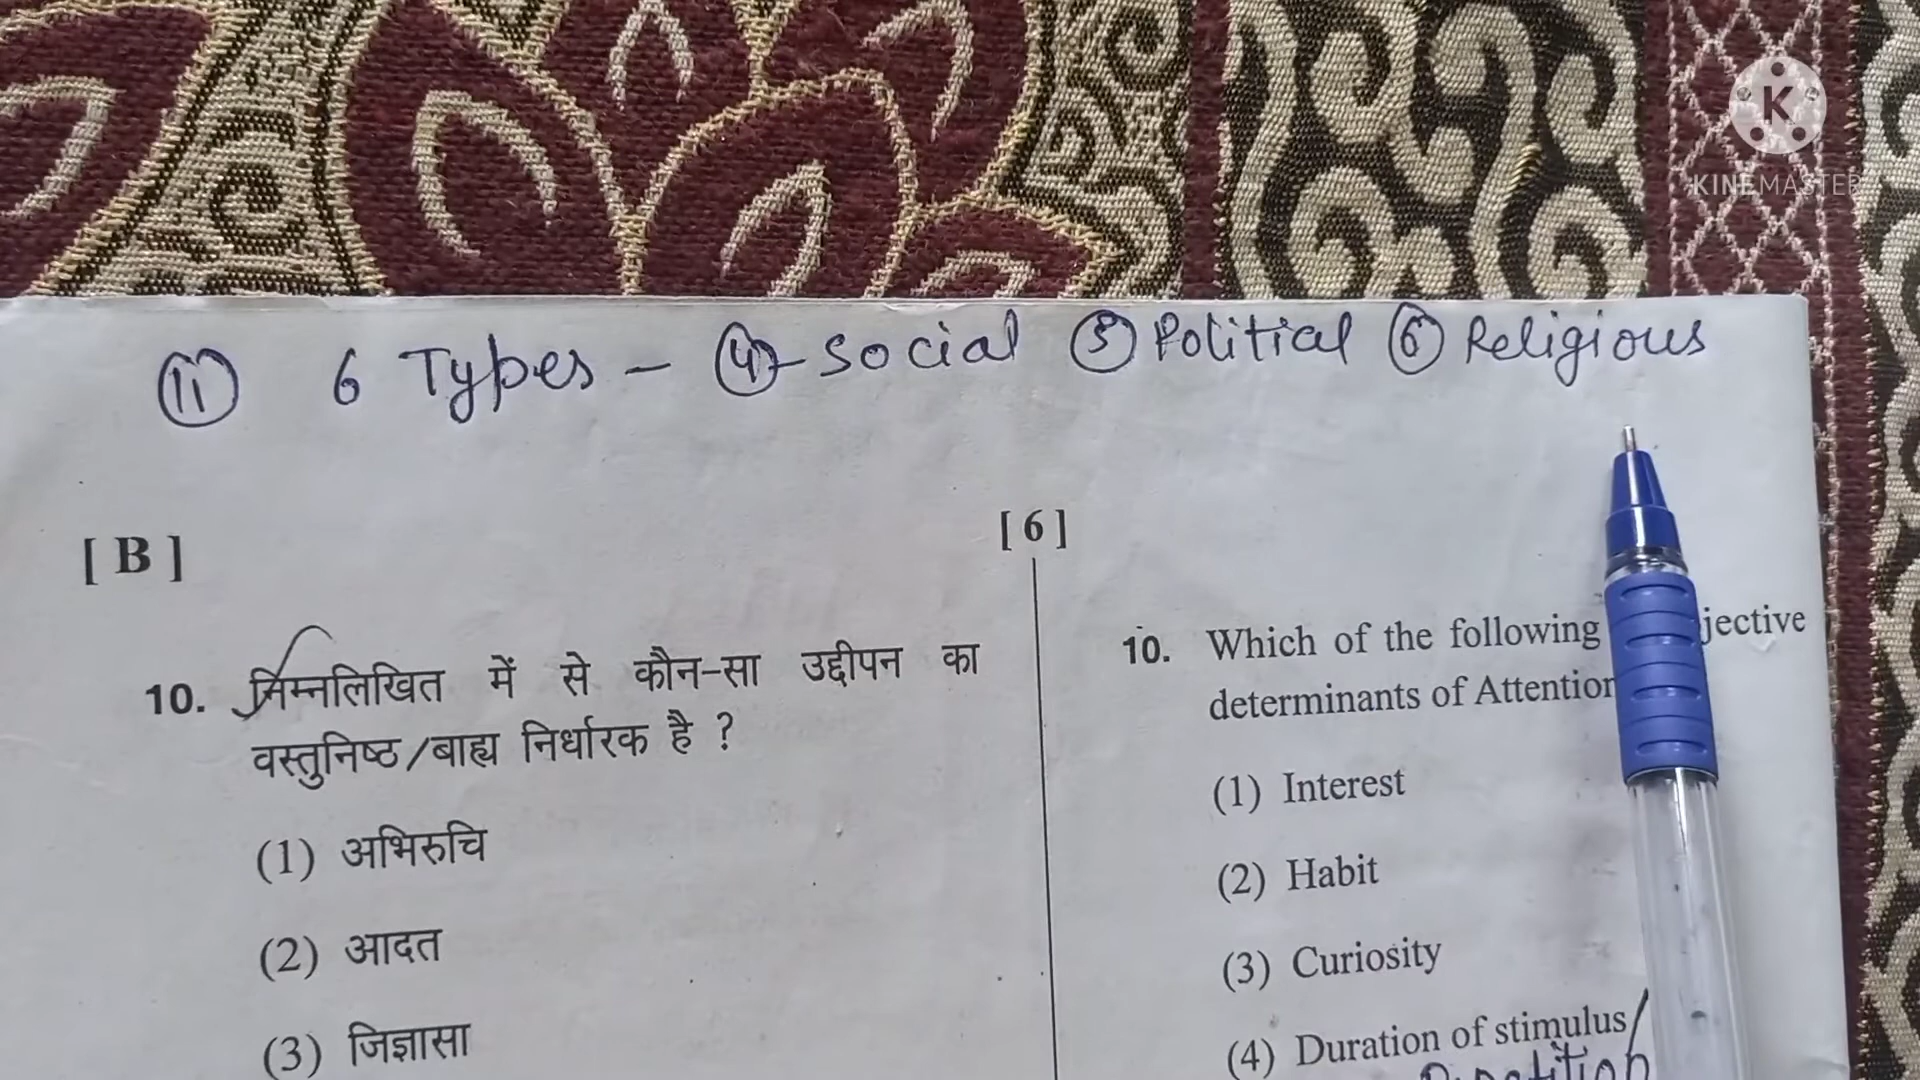 KINEMASTER
(11) 6 Types - (4)-Social (5) Political (6) Religious
[ B ]
[ 6 ]
10. निम्नलिखित में से कौन-सा उद्दीपन का
वस्तुनिष्ठ/बाह्य निर्धारक है ?
(1) अभिरुचि
(2) आदत
(3) जिज्ञासा
10. Which of the following jective
determinants of Attention
(1) Interest
(2) Habit
(3) Curiosity
(4) Duration of stimulus/